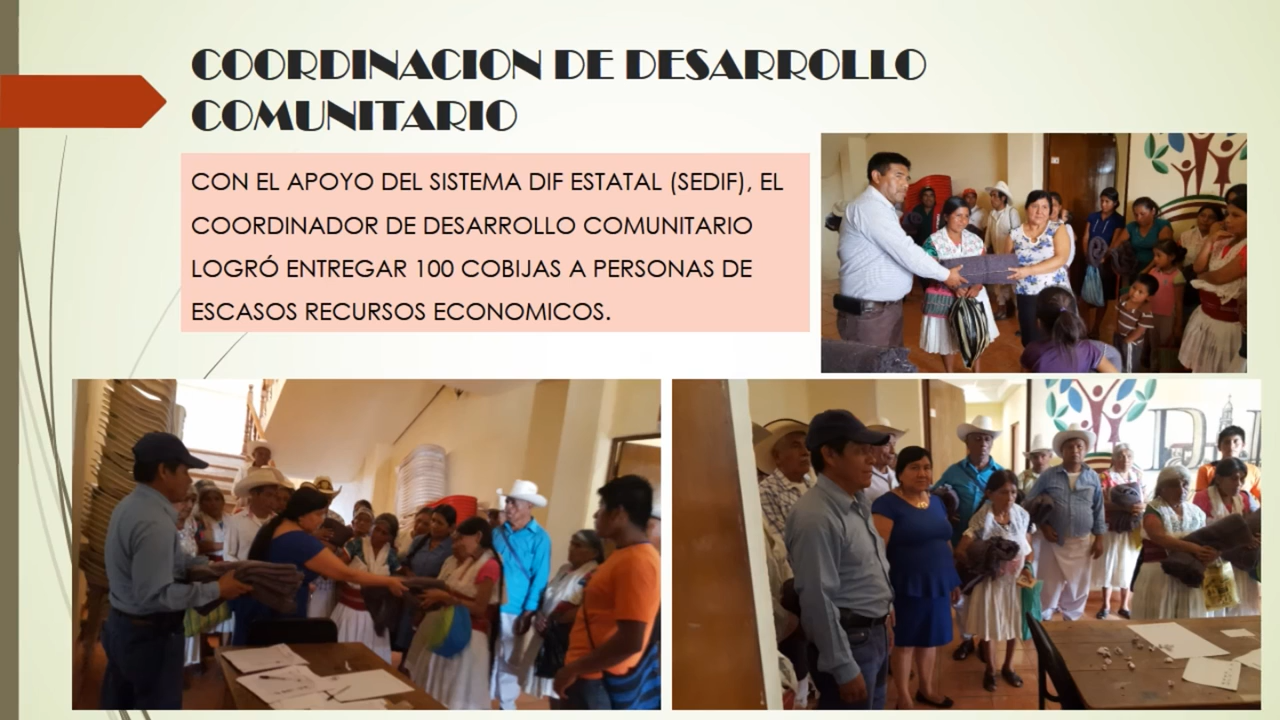 COORDINACION DE DESARROLLO
COMUNITARIO
CON EL APOYO DEL SISTEMA DIF ESTATAL (SEDIF), EL
COORDINADOR DE DESARROLLO COMUNITARIO
LOGRÓ ENTREGAR 100 COBIJAS A PERSONAS DE
ESCASOS RECURSOS ECONOMICOS.